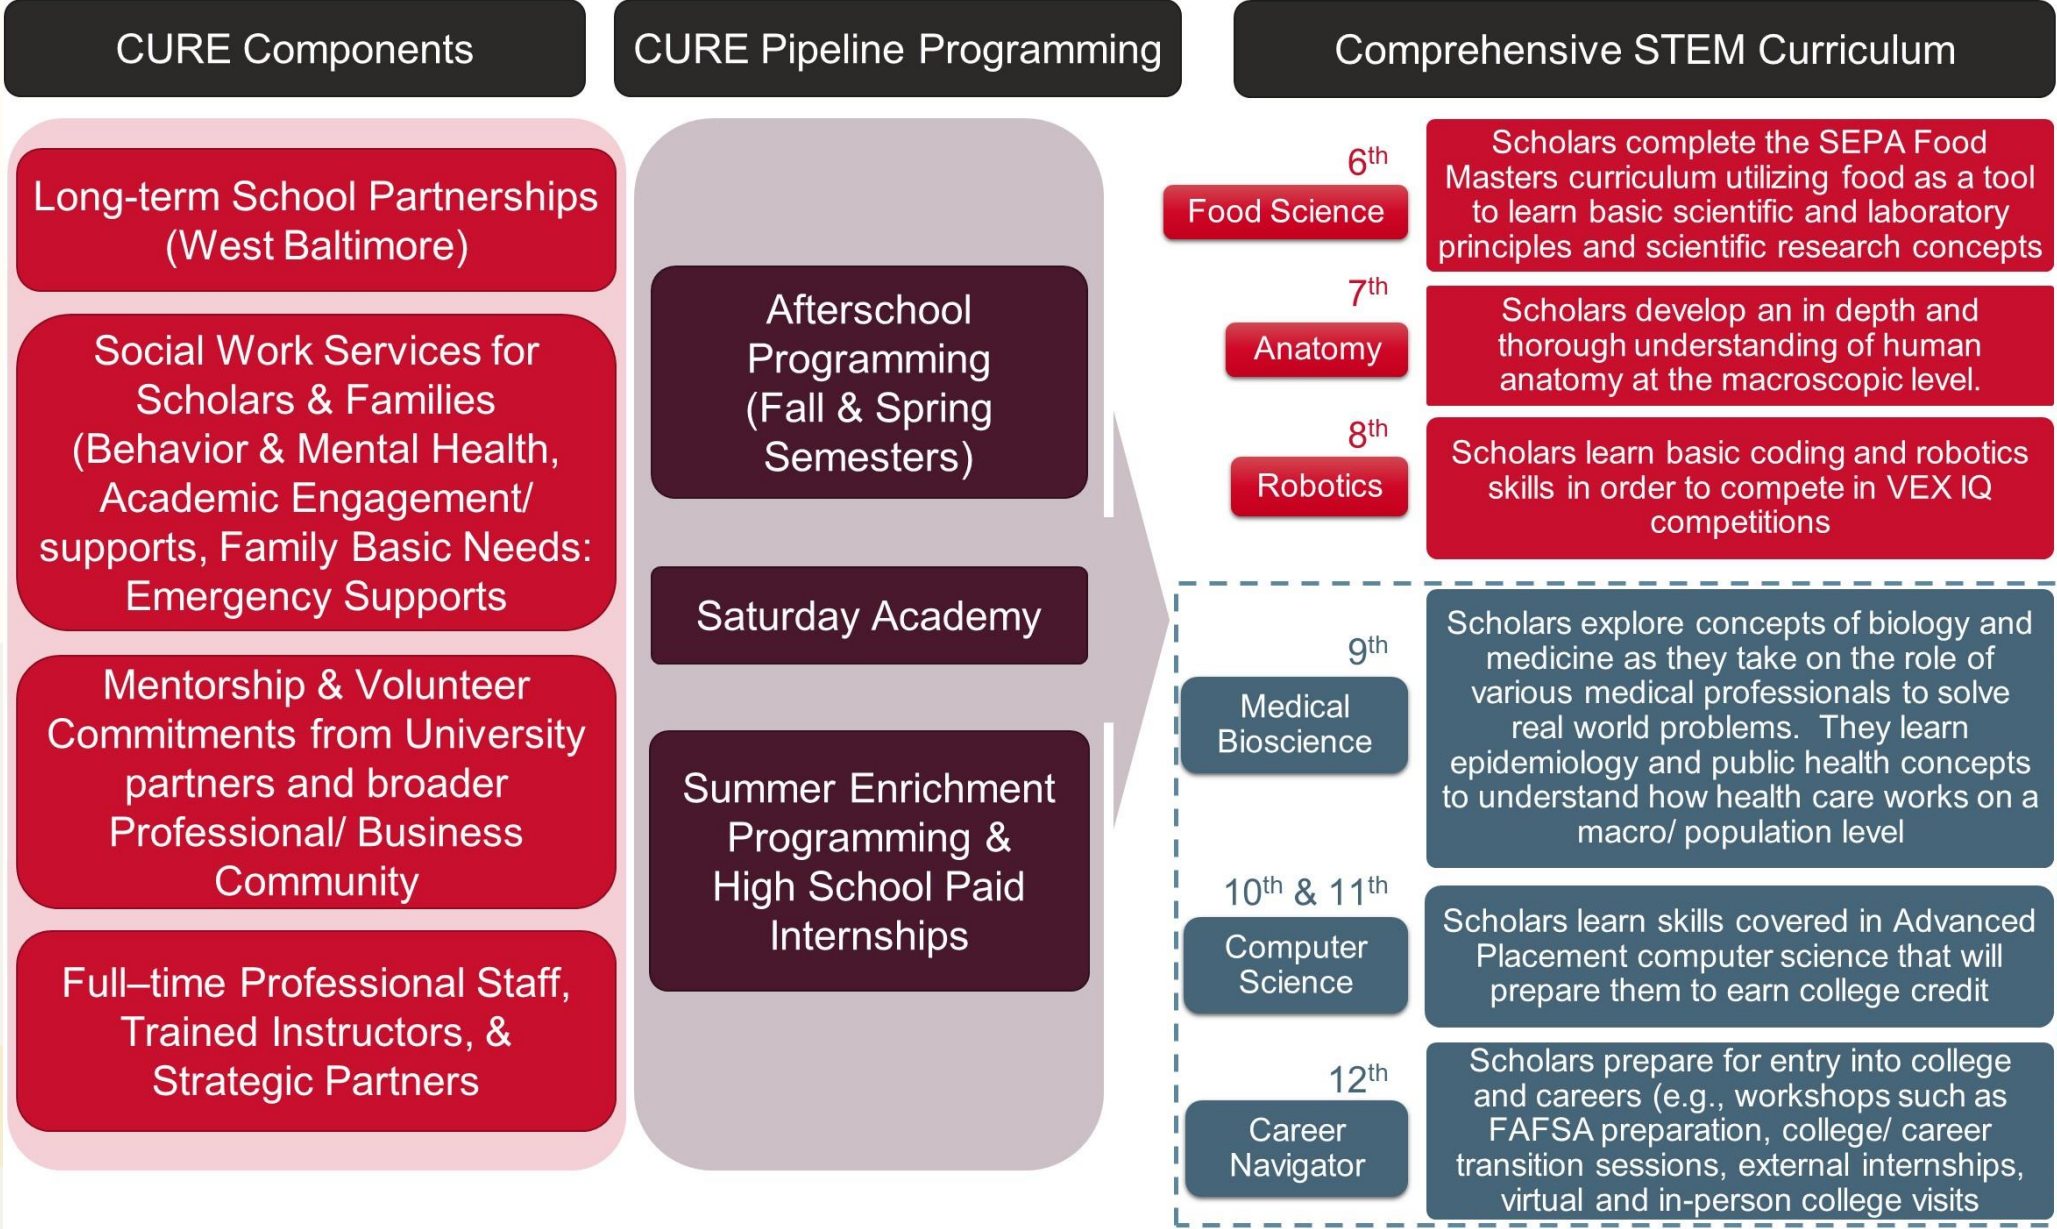 CURE Components
CURE Pipeline Programming
Comprehensive STEM Curriculum
Long-term School Partnerships
(West Baltimore)
Social Work Services for
Scholars & Families
(Behavior & Mental Health,
Academic Engagement/
supports, Family Basic Needs:
Emergency Supports
Mentorship & Volunteer
Commitments from University
partners and broader
Professional/ Business
Community
Full–time Professional Staff,
Trained Instructors, &
Strategic Partners
Afterschool
Programming
(Fall & Spring
Semesters)
Saturday Academy
Summer Enrichment
Programming &
High School Paid
Internships
6th
Food Science
Scholars complete the SEPA Food
Masters curriculum utilizing food as a tool
to learn basic scientific and laboratory
principles and scientific research concepts
7th
Anatomy
Scholars develop an in depth and
thorough understanding of human
anatomy at the macroscopic level.
8th
Robotics
Scholars learn basic coding and robotics
skills in order to compete in VEX IQ
competitions
9th
Medical
Bioscience
Scholars explore concepts of biology and
medicine as they take on the role of
various medical professionals to solve
real world problems.  They learn
epidemiology and public health concepts
to understand how health care works on a
macro/ population level
10th & 11th
Computer
Science
Scholars learn skills covered in Advanced
Placement computer science that will
prepare them to earn college credit
12th
Career
Navigator
Scholars prepare for entry into college
and careers (e.g., workshops such as
FAFSA preparation, college/ career
transition sessions, external internships,
virtual and in-person college visits